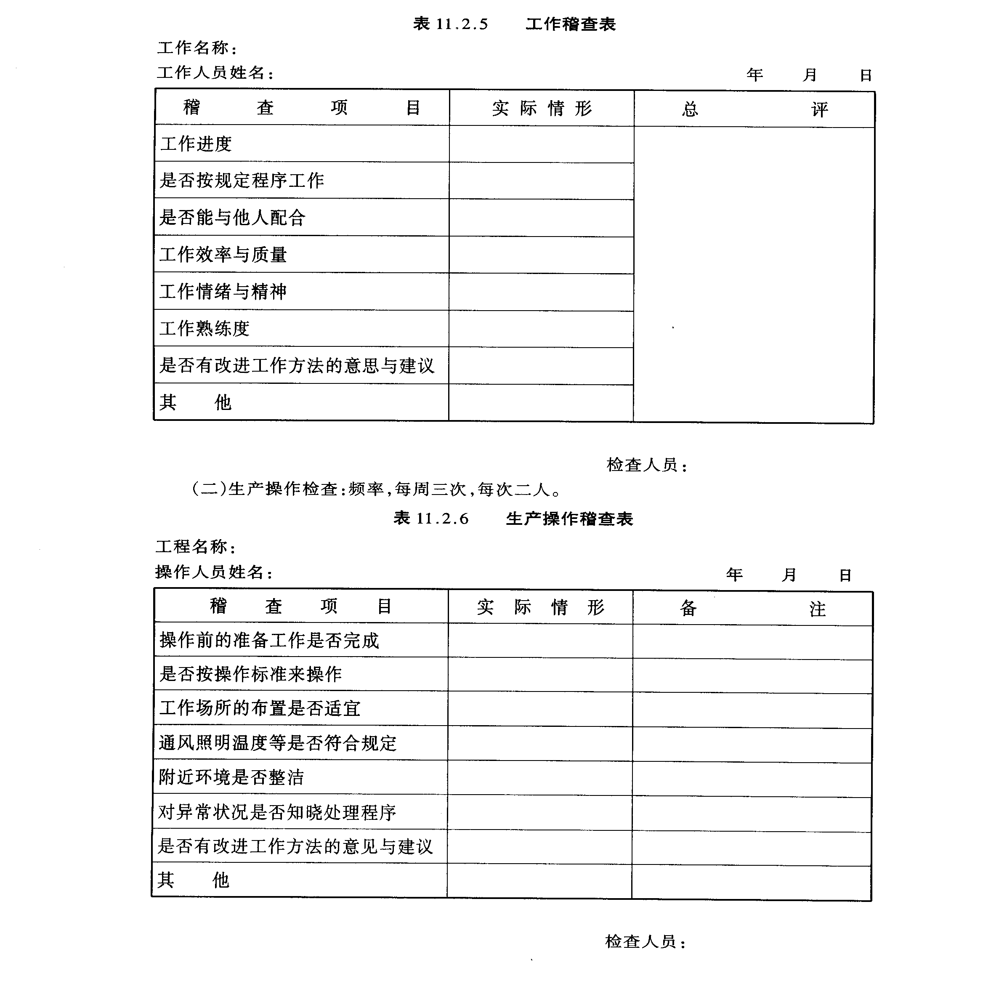 表 11.2.5 工作稽查表
工作名称:
工作人员姓名:
年 月 日
稽 查 项 目 实际情形 总 评
工作进度
是否按规定程序工作
是否能与他人配合
工作效率与质量
工作情绪与精神
工作熟练度
是否有改进工作方法的意思与建议
其 他
检查人员:
(二)生产操作检查:频率,每周三次,每次二人。
表 11.2.6 生产操作稽查表
工程名称:
操作人员姓名:
年 月 日
稽 查 项 目 实 际 情 形 备 注
操作前的准备工作是否完成
是否按操作标准来操作
工作场所的布置是否适宜
通风照明温度等是否符合规定
附近环境是否整洁
对异常状况是否知晓处理程序
是否有改进工作方法的意见与建议
其 他
检查人员: